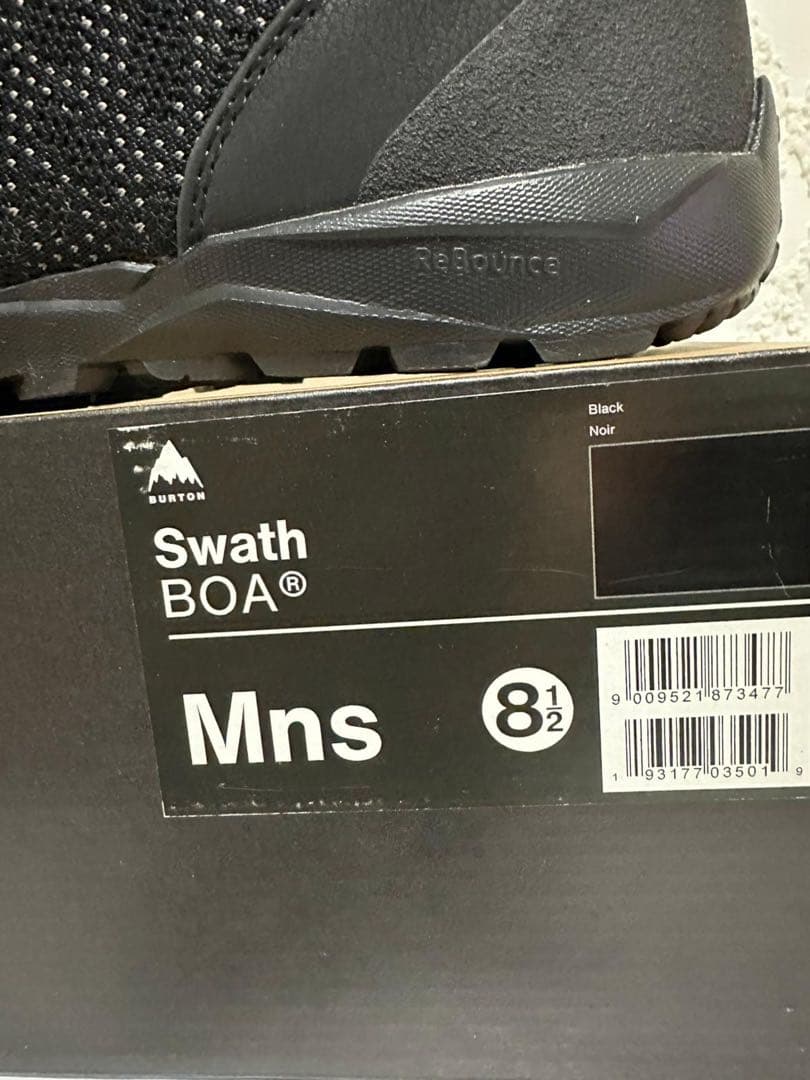 ReBounce
Black
Noir
BURTON
Swath
BOA®
Mns
8½
9 009521 873477
1 93177 03501 9